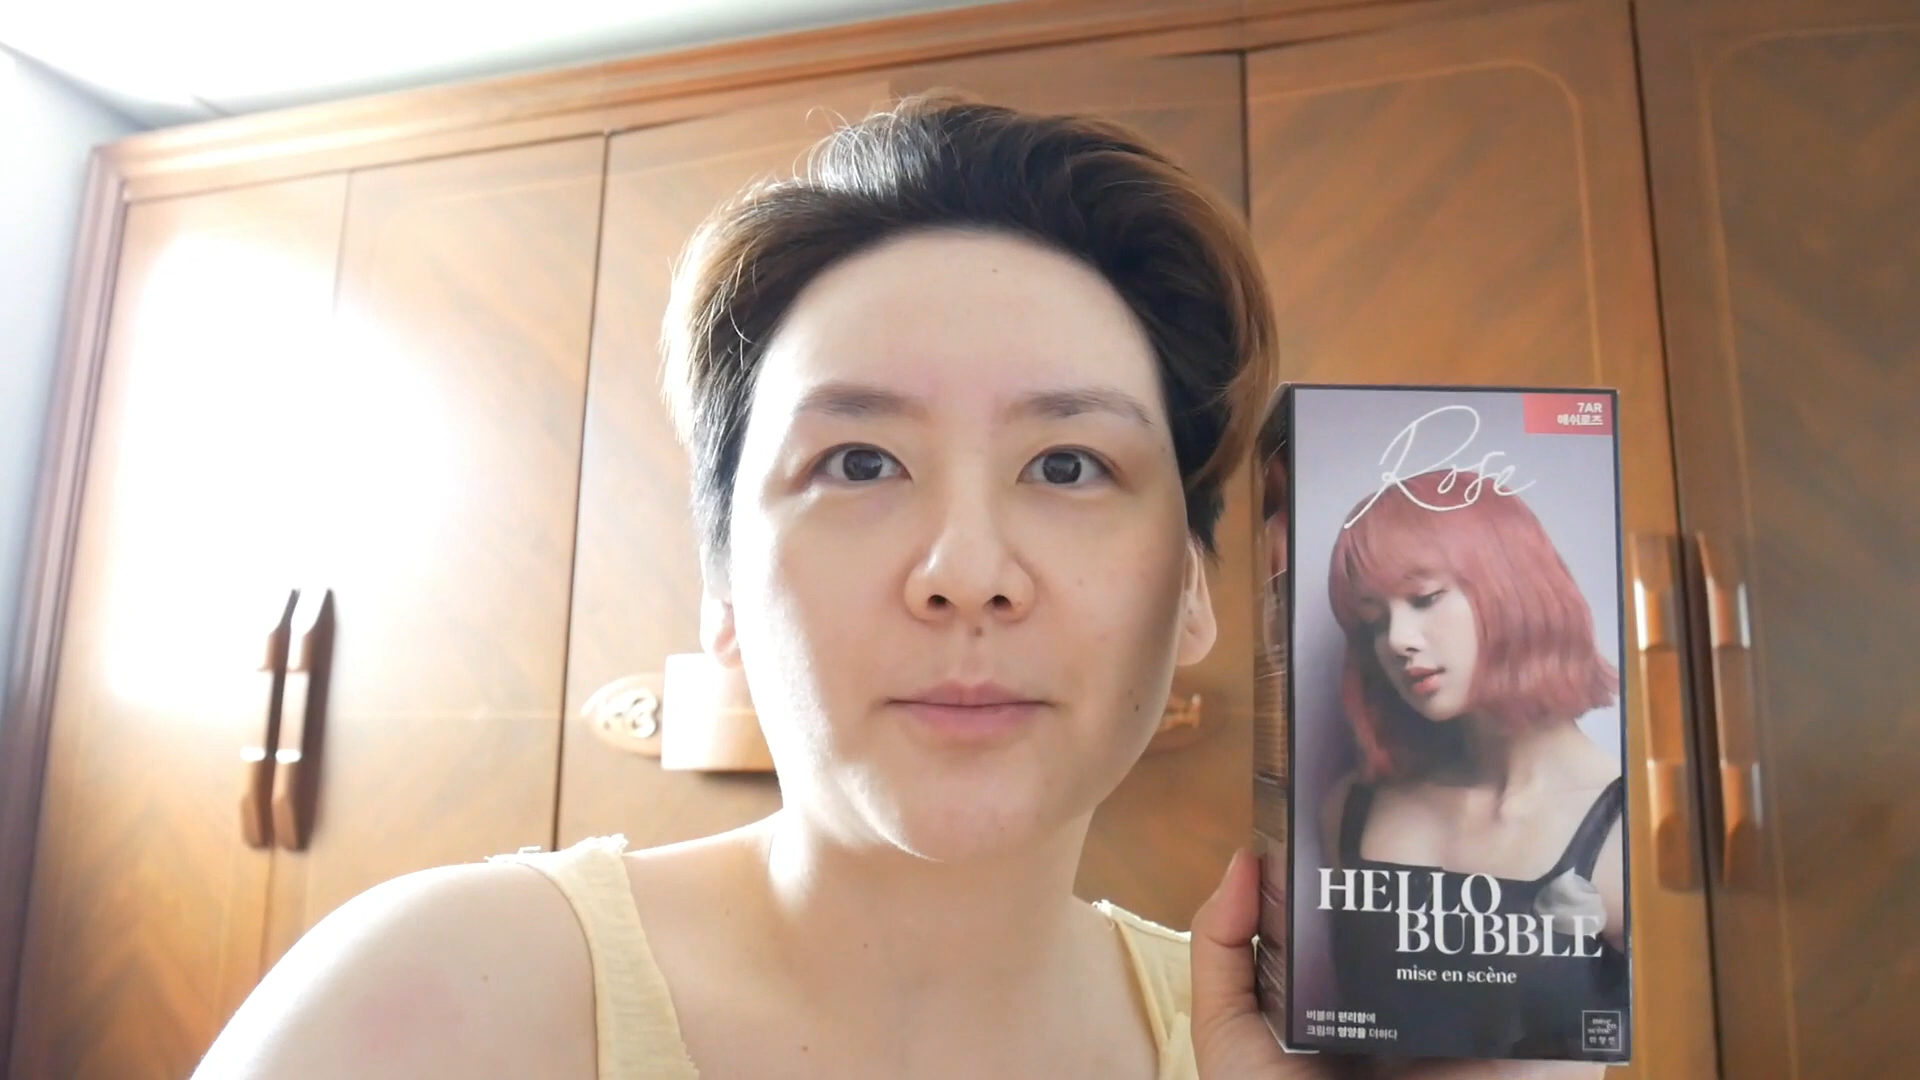 7AR
애쉬로즈
Rose
HELLO
BUBBLE
mise en scène
버블의 편리함에
크림의 영양을 더하다